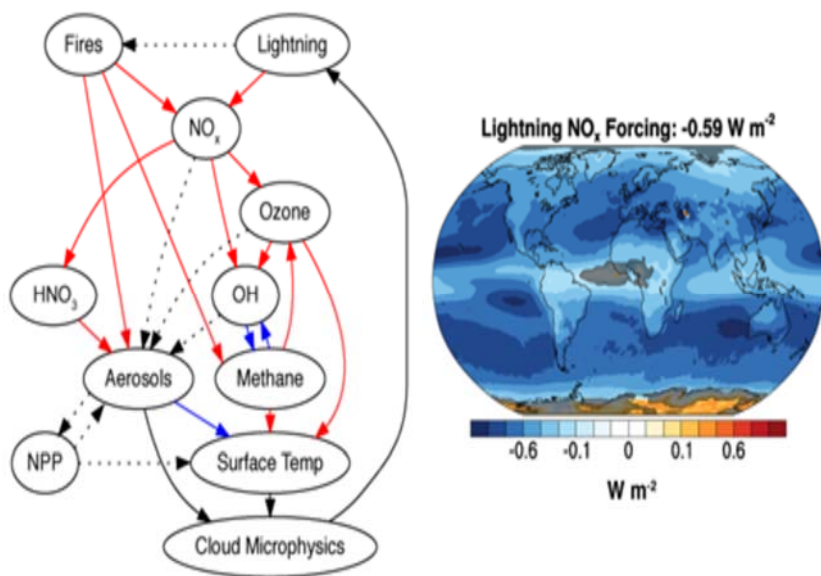 Fires
Lightning
NOₓ
Ozone
HNO₃
OH
Aerosols
Methane
NPP
Surface Temp
Cloud Microphysics
Lightning NOₓ Forcing: -0.59 W m⁻²
-0.6 -0.1 0 0.1 0.6
W m⁻²